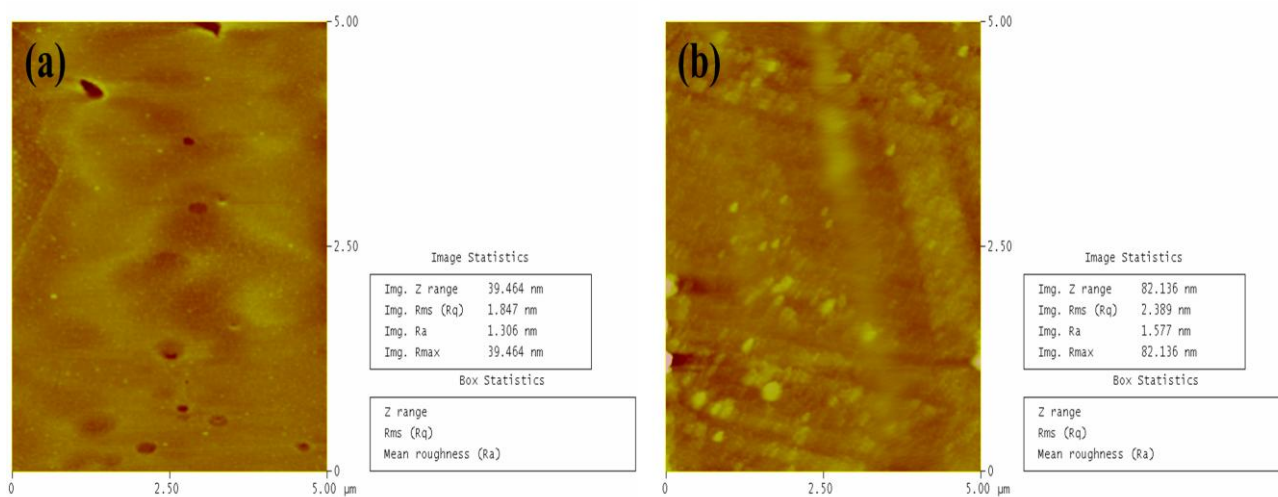 (a)
5.00
2.50
0
0 2.50 5.00 µm
Image Statistics
Img. Z range 39.464 nm
Img. Rms (Rq) 1.847 nm
Img. Ra 1.306 nm
Img. Rmax 39.464 nm
Box Statistics
Z range
Rms (Rq)
Mean roughness (Ra)
(b)
5.00
2.50
0
0 2.50 5.00 µm
Image Statistics
Img. Z range 82.136 nm
Img. Rms (Rq) 2.389 nm
Img. Ra 1.577 nm
Img. Rmax 82.136 nm
Box Statistics
Z range
Rms (Rq)
Mean roughness (Ra)